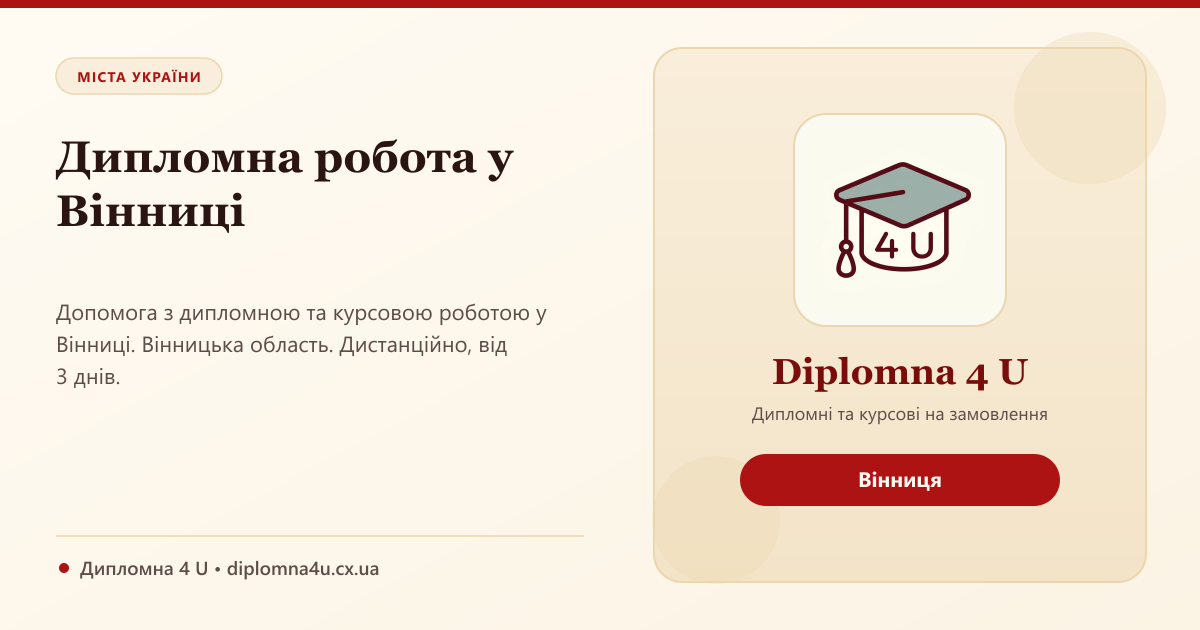 МІСТА УКРАЇНИ
Дипломна робота у
Вінниці
Допомога з дипломною та курсовою роботою у
Вінниці. Вінницька область. Дистанційно, від
3 днів.
Дипломна 4 U • diplomna4u.cx.ua
4 U
Diplomna 4 U
Дипломні та курсові на замовлення
Вінниця